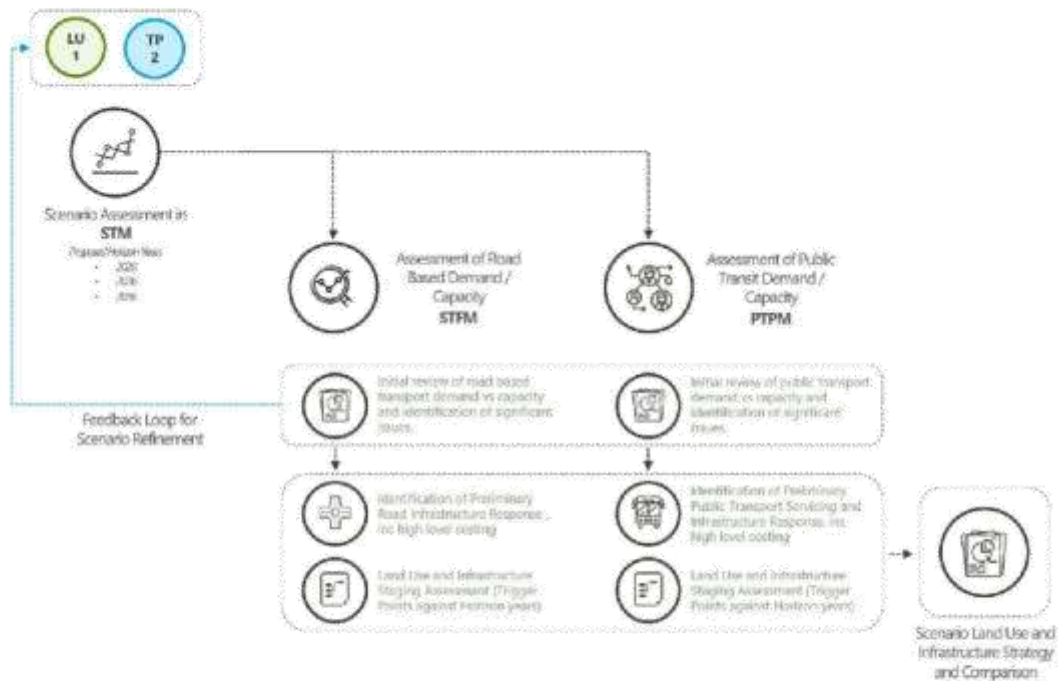 LU
1
TP
2
Scenario Assessment in
STM
Proposed Horizon Years
Assessment of Road
Based Demand /
Capacity
STFM
Assessment of Public
Transit Demand /
Capacity
PTPM
Initial review of road based
transport demand vs capacity
and identification of significant
issues.
Initial review of public transport
demand vs capacity and
identification of significant
issues.
Feedback Loop for
Scenario Refinement
Identification of Preliminary
Road Infrastructure Response,
inc high level costing
Identification of Preliminary
Public Transport Servicing and
Infrastructure Response, inc
high level costing
Land Use and Infrastructure
Staging Assessment (Trigger
Points against Horizon years)
Land Use and Infrastructure
Staging Assessment (Trigger
Points against Horizon years)
Scenario Land Use and
Infrastructure Strategy
and Comparison